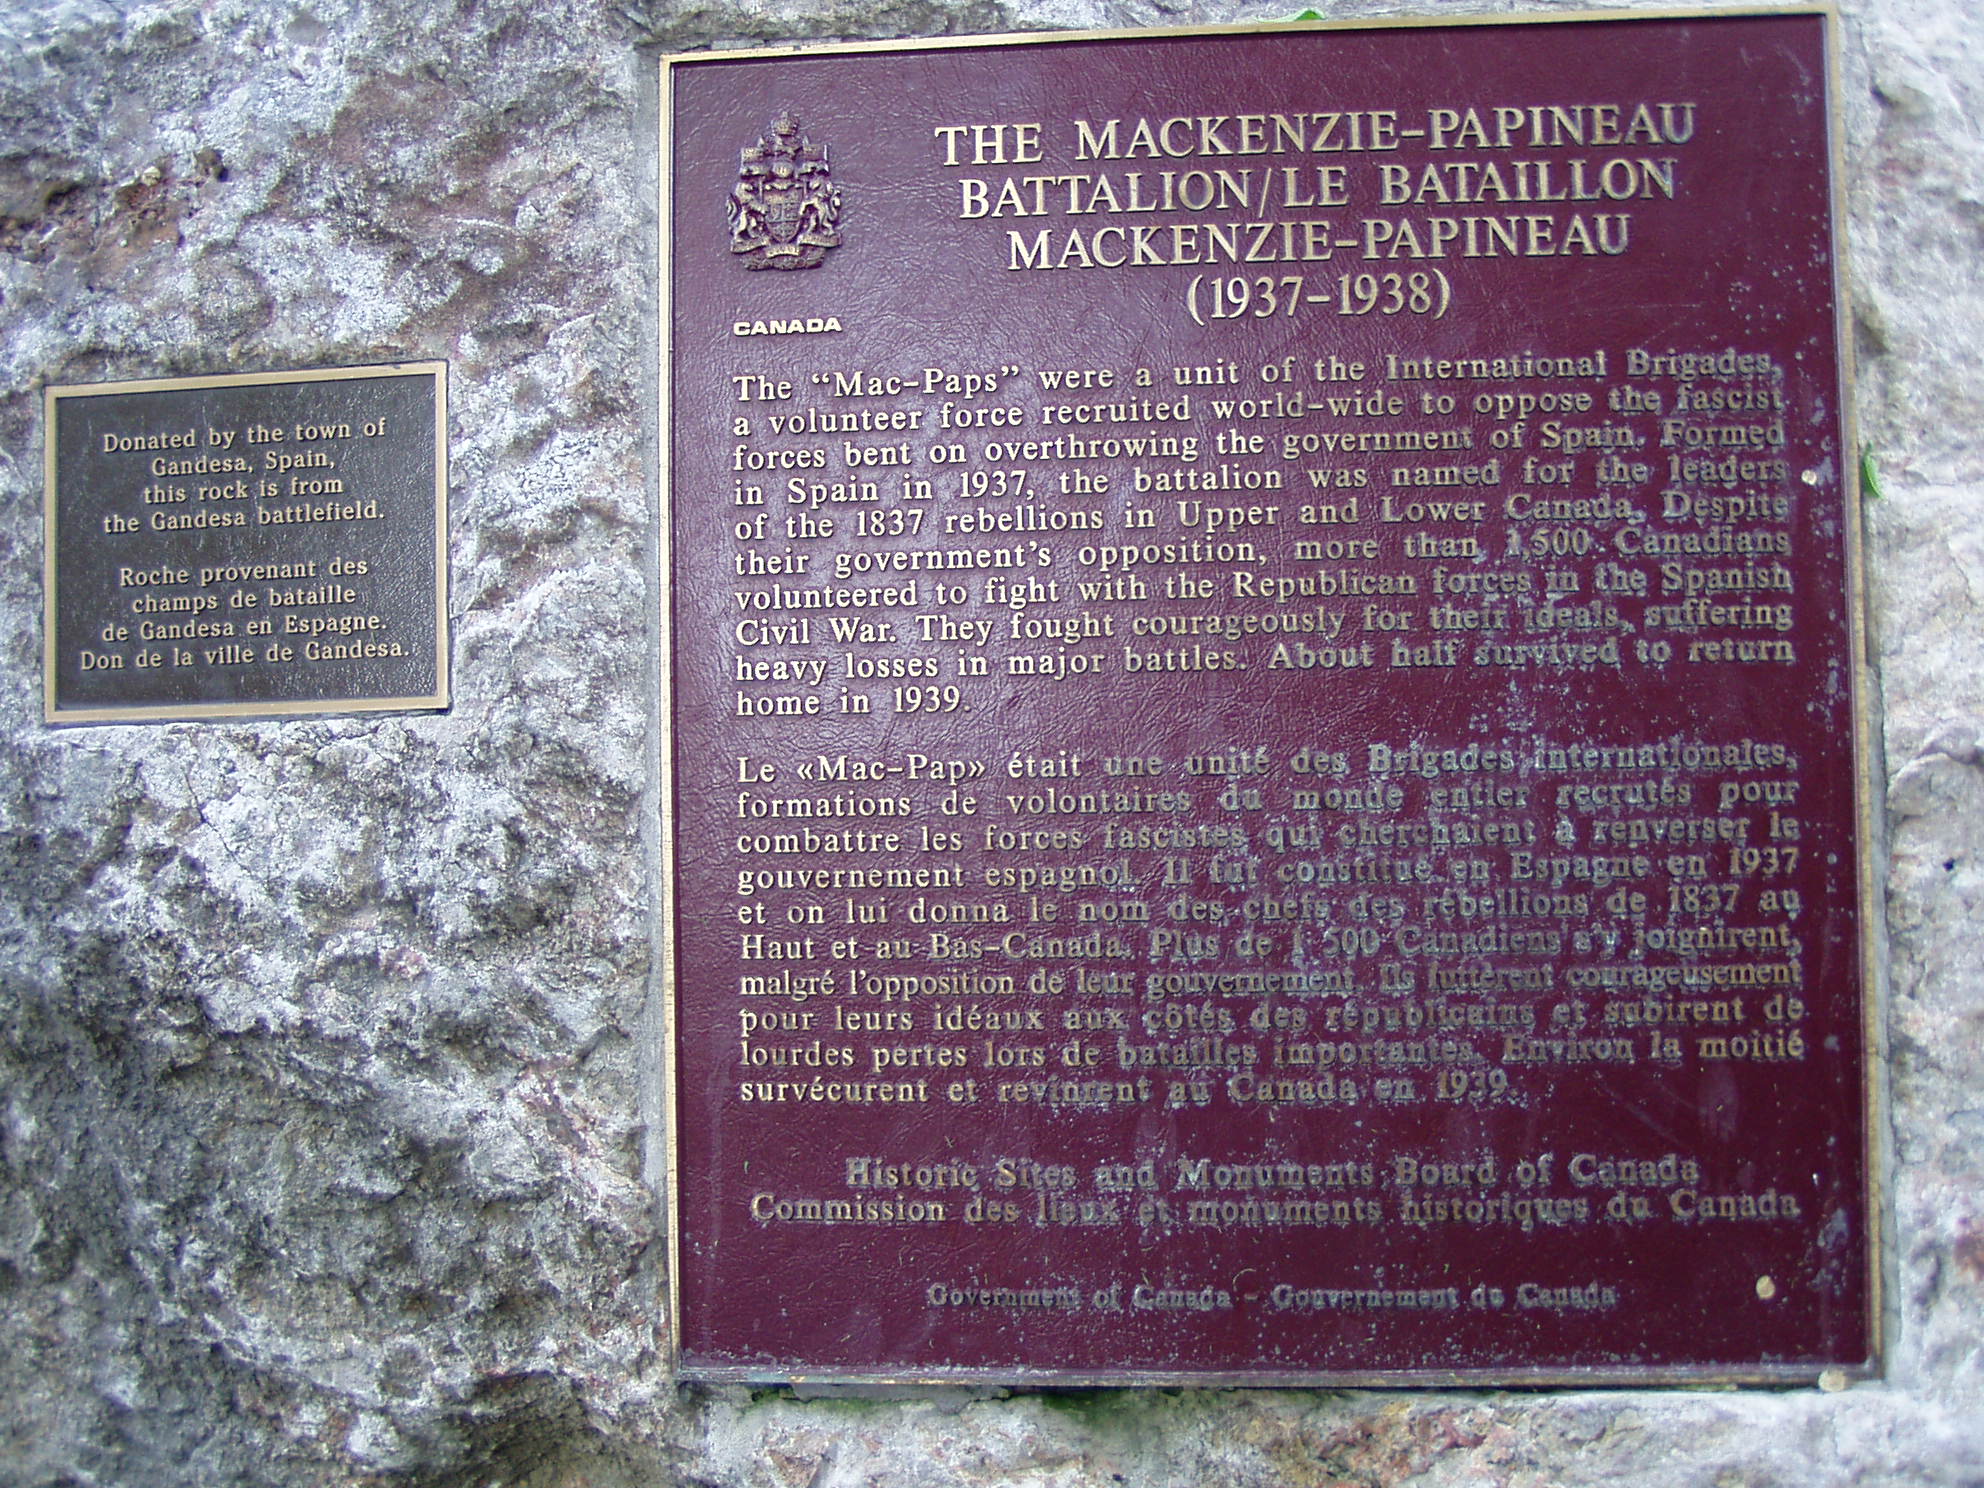 Donated by the town of
Gandesa, Spain,
this rock is from
the Gandesa battlefield.
Roche provenant des
champs de bataille
de Gandesa en Espagne.
Don de la ville de Gandesa.
CANADA
THE MACKENZIE-PAPINEAU
BATTALION/LE BATAILLON
MACKENZIE-PAPINEAU
(1937-1938)
The "Mac-Paps" were a unit of the International Brigades,
a volunteer force recruited world-wide to oppose the fascist
forces bent on overthrowing the government of Spain. Formed
in Spain in 1937, the battalion was named for the leaders
of the 1837 rebellions in Upper and Lower Canada. Despite
their government's opposition, more than 1,500 Canadians
volunteered to fight with the Republican forces in the Spanish
Civil War. They fought courageously for their ideals, suffering
heavy losses in major battles. About half survived to return
home in 1939.
Le «Mac-Pap» était une unité des Brigades internationales,
formations de volontaires du monde entier recrutés pour
combattre les forces fascistes qui cherchaient à renverser le
gouvernement espagnol. Il fut constitué en Espagne en 1937
et on lui donna le nom des chefs des rébellions de 1837 au
Haut et au Bas-Canada. Plus de 1 500 Canadiens s'y joignirent,
malgré l'opposition de leur gouvernement. Ils luttèrent courageusement
pour leurs idéaux aux côtés des républicains et subirent de
lourdes pertes lors de batailles importantes. Environ la moitié
survécurent et revinrent au Canada en 1939.
Historic Sites and Monuments Board of Canada
Commission des lieux et monuments historiques du Canada
Government of Canada - Gouvernement du Canada